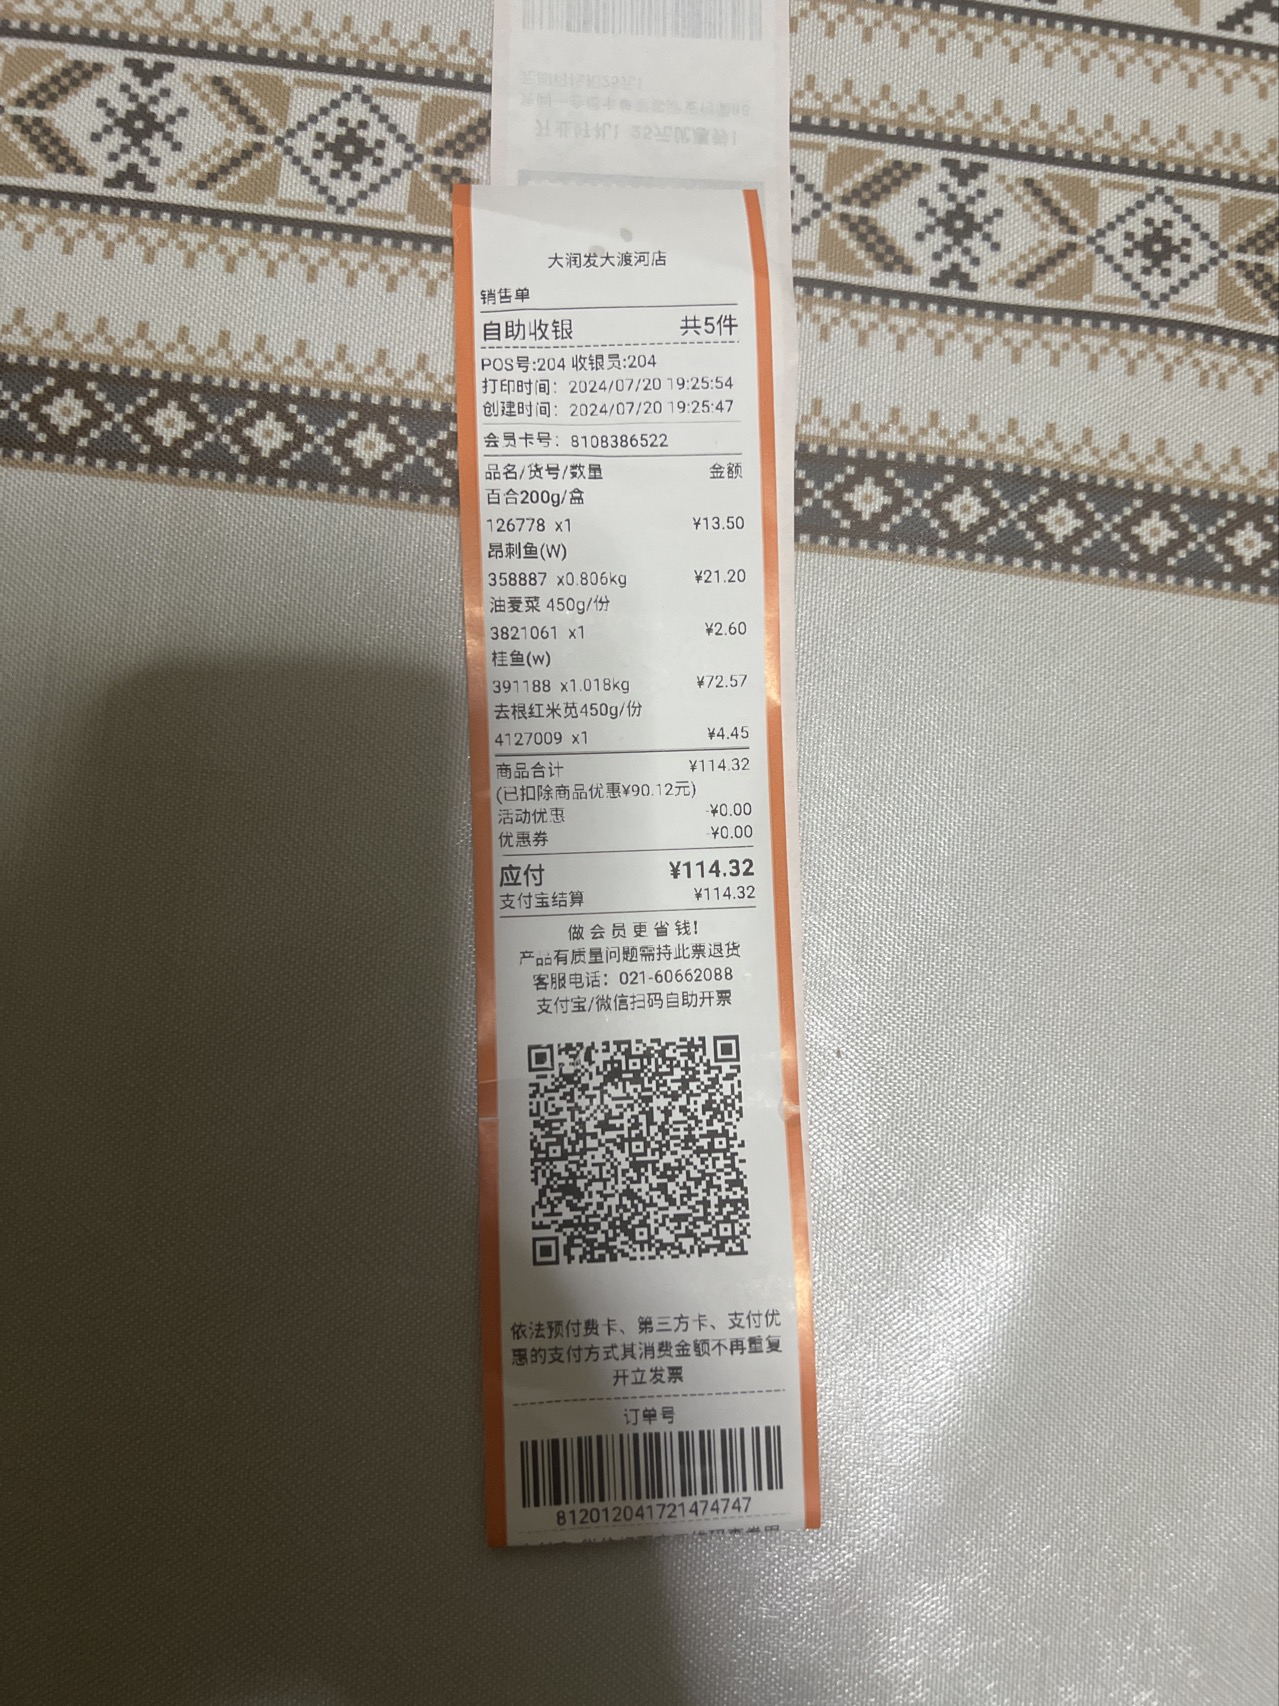 开业好礼！25元优惠券！
大润发大渡河店
销售单
自助收银 共5件
POS号:204 收银员:204
打印时间：2024/07/20 19:25:54
创建时间：2024/07/20 19:25:47
会员卡号：8108386522
品名/货号/数量 金额
百合200g/盒
126778 x1 ¥13.50
昂刺鱼(W)
358887 x0.806kg ¥21.20
油麦菜 450g/份
3821061 x1 ¥2.60
桂鱼(w)
391188 x1.018kg ¥72.57
去根红米苋450g/份
4127009 x1 ¥4.45
商品合计 ¥114.32
(已扣除商品优惠¥90.12元)
活动优惠 -¥0.00
优惠券 -¥0.00
应付 ¥114.32
支付宝结算 ¥114.32
做会员更省钱!
产品有质量问题需持此票退货
客服电话：021-60662088
支付宝/微信扫码自助开票
依法预付费卡、第三方卡、支付优
惠的支付方式其消费金额不再重复
开立发票
订单号
812012041721474747